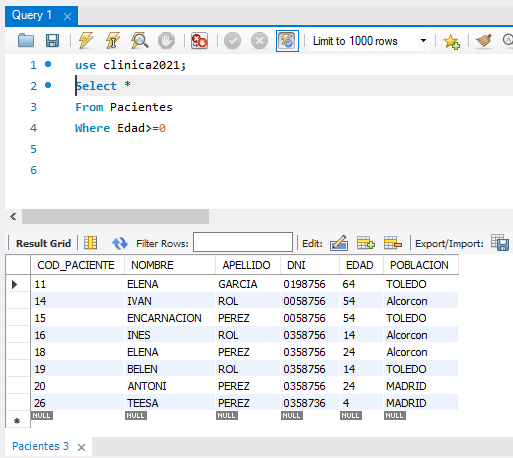 Query 1
Limit to 1000 rows
1 use clinica2021;
2 Select *
3 From Pacientes
4 Where Edad>=0
5
6
Result Grid Filter Rows: Edit: Export/Import:
COD_PACIENTE NOMBRE APELLIDO DNI EDAD POBLACION
11 ELENA GARCIA 0198756 64 TOLEDO
14 IVAN ROL 0058756 54 Alcorcon
15 ENCARNACION PEREZ 0058756 54 TOLEDO
16 INES ROL 0358756 14 Alcorcon
18 ELENA PEREZ 0358756 24 Alcorcon
19 BELEN ROL 0358756 14 TOLEDO
20 ANTONI PEREZ 0358756 24 MADRID
26 TEESA PEREZ 0358736 4 MADRID
NULL NULL NULL NULL NULL NULL
Pacientes 3